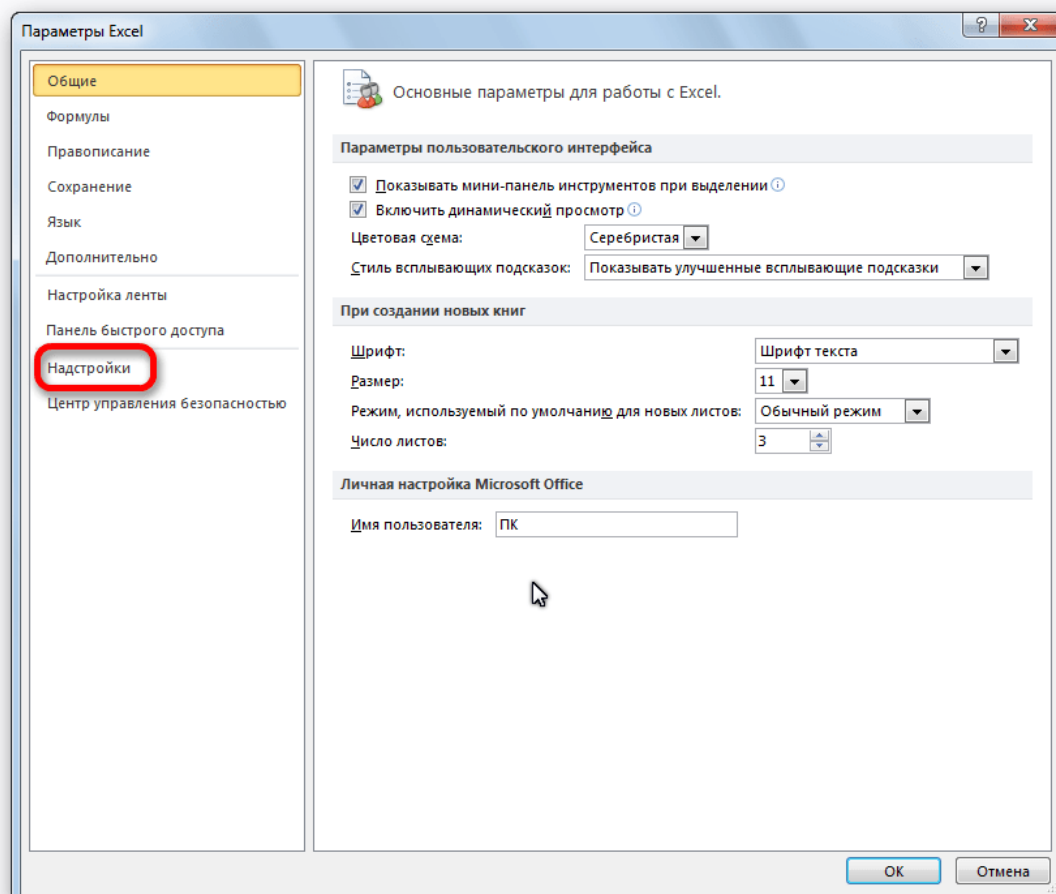 Параметры Excel
Общие
Формулы
Правописание
Сохранение
Язык
Дополнительно
Настройка ленты
Панель быстрого доступа
Надстройки
Центр управления безопасностью
Основные параметры для работы с Excel.
Параметры пользовательского интерфейса
Показывать мини-панель инструментов при выделении
Включить динамический просмотр
Цветовая схема: Серебристая
Стиль всплывающих подсказок: Показывать улучшенные всплывающие подсказки
При создании новых книг
Шрифт: Шрифт текста
Размер: 11
Режим, используемый по умолчанию для новых листов: Обычный режим
Число листов: 3
Личная настройка Microsoft Office
Имя пользователя: ПК
ОК Отмена